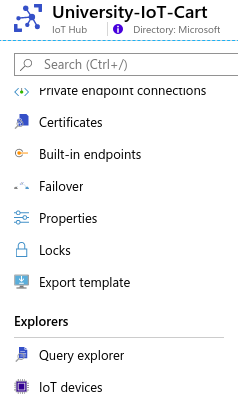 University-IoT-Cart
IoT Hub
Directory: Microsoft
Search (Ctrl+/)
Private endpoint connections
Certificates
Built-in endpoints
Failover
Properties
Locks
Export template
Explorers
Query explorer
IoT devices